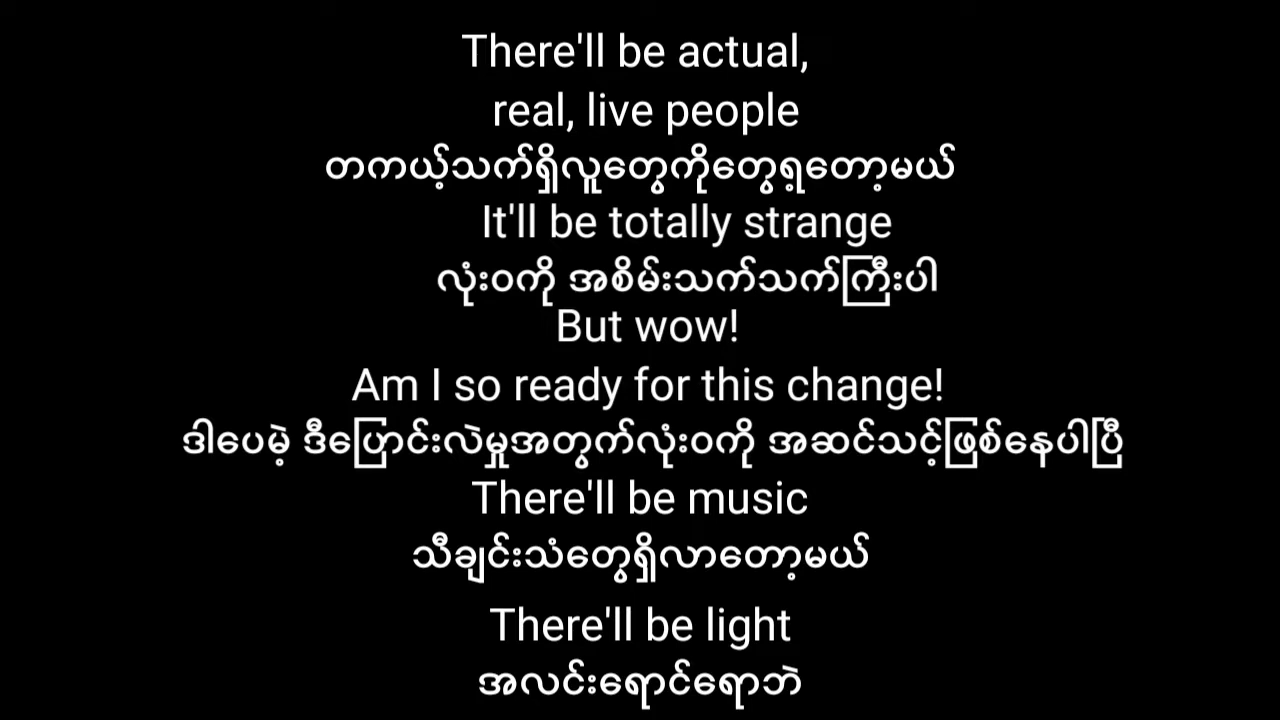 There'll be actual,
real, live people
တကယ့်သက်ရှိလူတွေကိုတွေ့ရတော့မယ်
It'll be totally strange
လုံးဝကို အစိမ်းသက်သက်ကြီးပါ
But wow!
Am I so ready for this change!
ဒါပေမဲ့ ဒီပြောင်းလဲမှုအတွက်လုံးဝကို အဆင်သင့်ဖြစ်နေပါပြီ
There'll be music
သီချင်းသံတွေရှိလာတော့မယ်
There'll be light
အလင်းရောင်ရောဘဲ